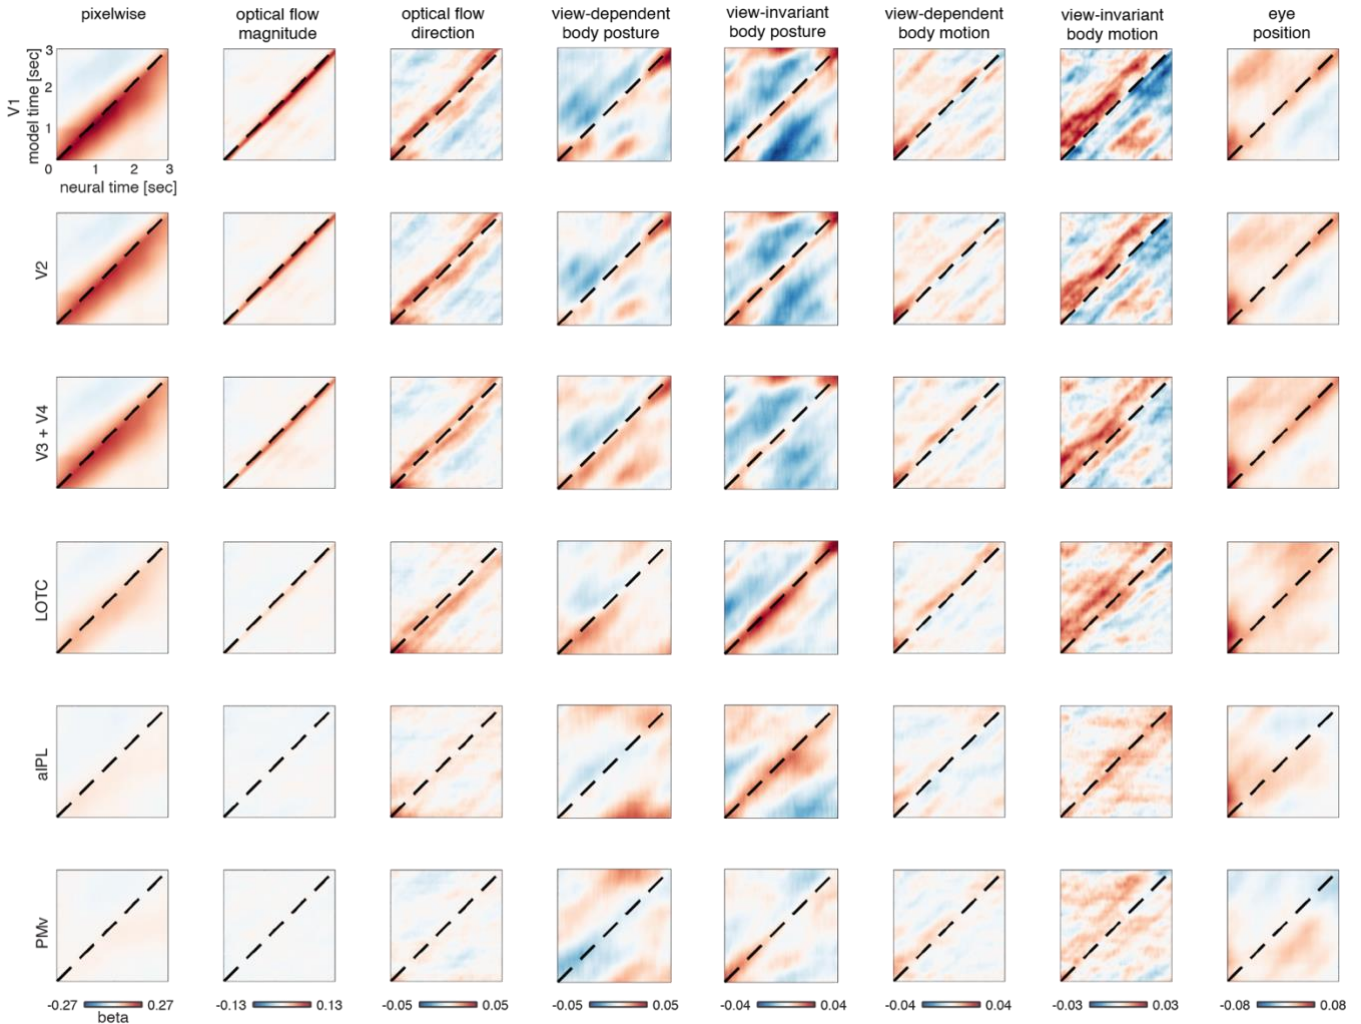 pixelwise
optical flow
magnitude
optical flow
direction
view-dependent
body posture
view-invariant
body posture
view-dependent
body motion
view-invariant
body motion
eye
position
V1
model time [sec]
3
2
1
0
1
2
3
neural time [sec]
V2
V3 + V4
LOTC
aIPL
PMv
-0.27 0.27
beta
-0.13 0.13
-0.05 0.05
-0.05 0.05
-0.04 0.04
-0.04 0.04
-0.03 0.03
-0.08 0.08